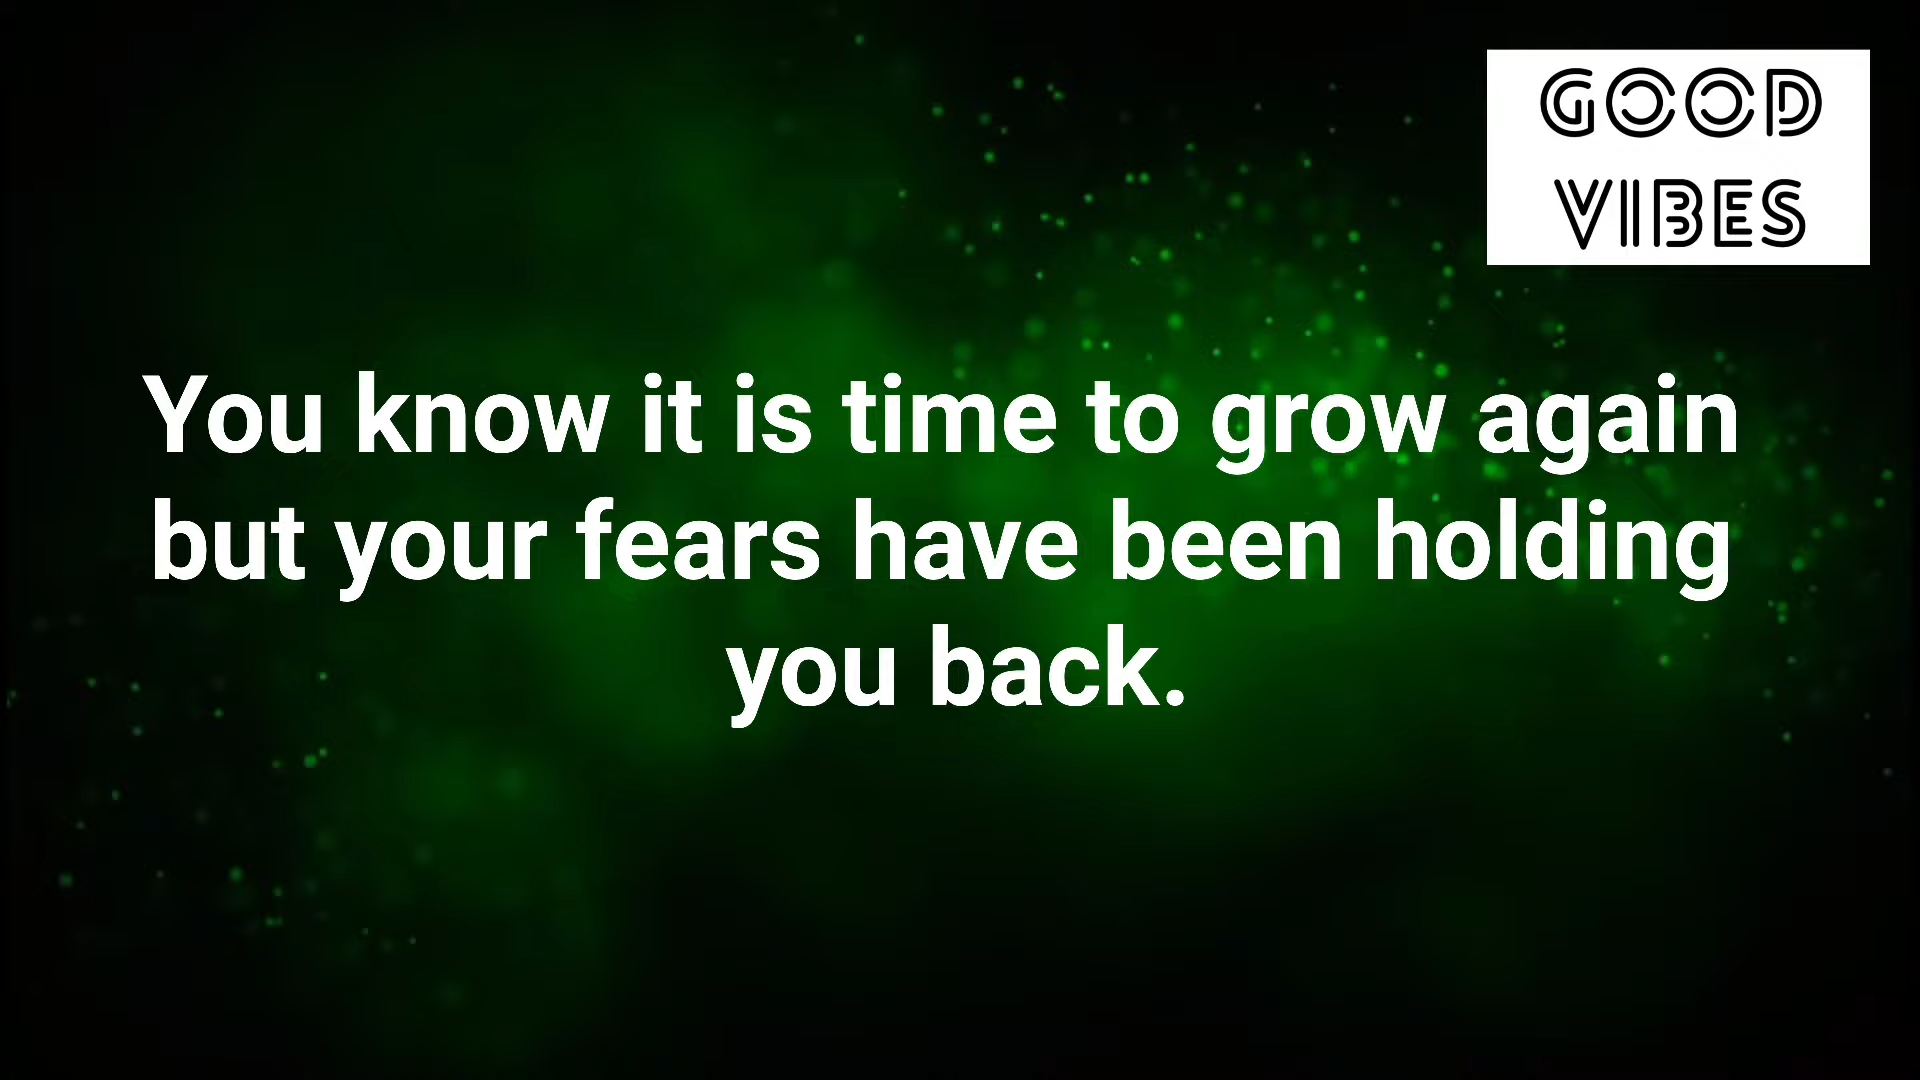 GOOD
VIBES
You know it is time to grow again
but your fears have been holding
you back.